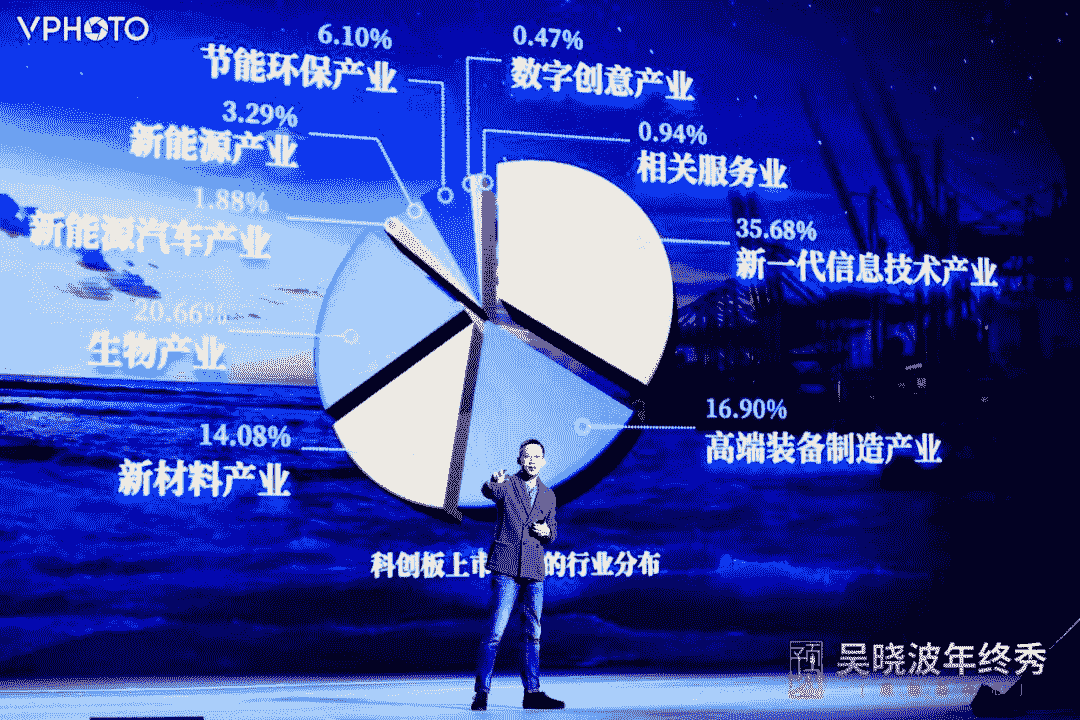 VPHOTO
6.10%
节能环保产业
0.47%
数字创意产业
3.29%
新能源产业
0.94%
相关服务业
1.88%
新能源汽车产业
35.68%
新一代信息技术产业
20.66%
生物产业
16.90%
高端装备制造产业
14.08%
新材料产业
科创板上市 的行业分布
吴晓波年终秀